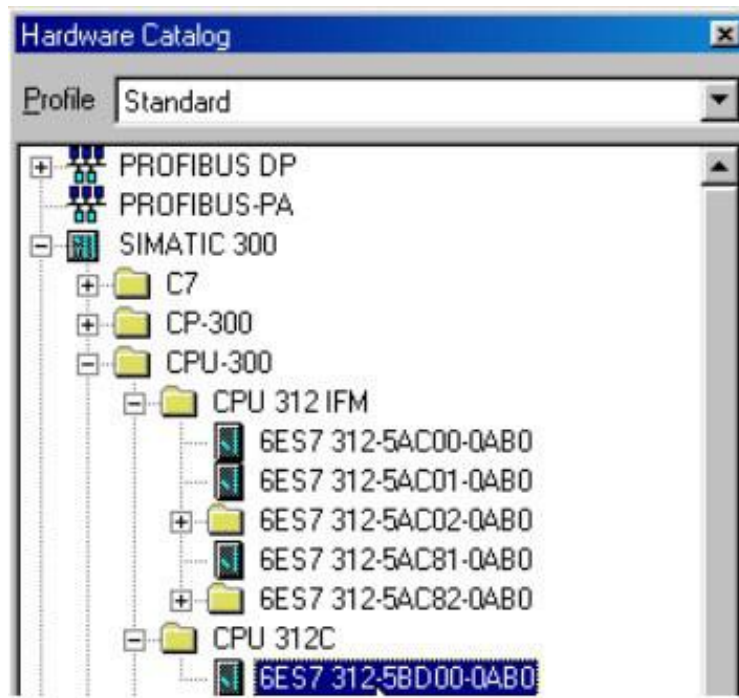 Hardware Catalog
Profile Standard
PROFIBUS DP
PROFIBUS-PA
SIMATIC 300
C7
CP-300
CPU-300
CPU 312 IFM
6ES7 312-5AC00-0AB0
6ES7 312-5AC01-0AB0
6ES7 312-5AC02-0AB0
6ES7 312-5AC81-0AB0
6ES7 312-5AC82-0AB0
CPU 312C
6ES7 312-5BD00-0AB0